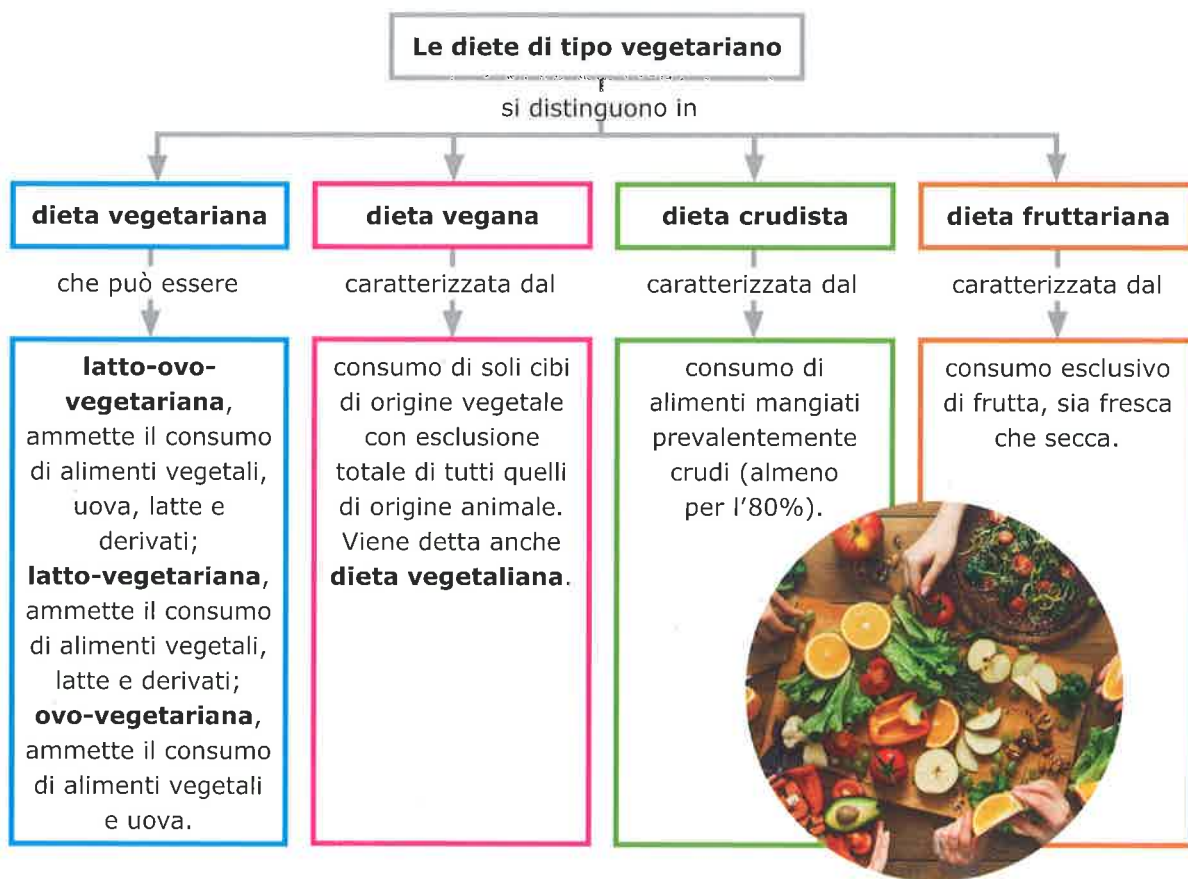 Le diete di tipo vegetariano
si distinguono in
dieta vegetariana
che può essere
latto-ovo-
vegetariana,
ammette il consumo
di alimenti vegetali,
uova, latte e
derivati;
latto-vegetariana,
ammette il consumo
di alimenti vegetali,
latte e derivati;
ovo-vegetariana,
ammette il consumo
di alimenti vegetali
e uova.
dieta vegana
caratterizzata dal
consumo di soli cibi
di origine vegetale
con esclusione
totale di tutti quelli
di origine animale.
Viene detta anche
dieta vegetaliana.
dieta crudista
caratterizzata dal
consumo di
alimenti mangiati
prevalentemente
crudi (almeno
per l'80%).
dieta fruttariana
caratterizzata dal
consumo esclusivo
di frutta, sia fresca
che secca.